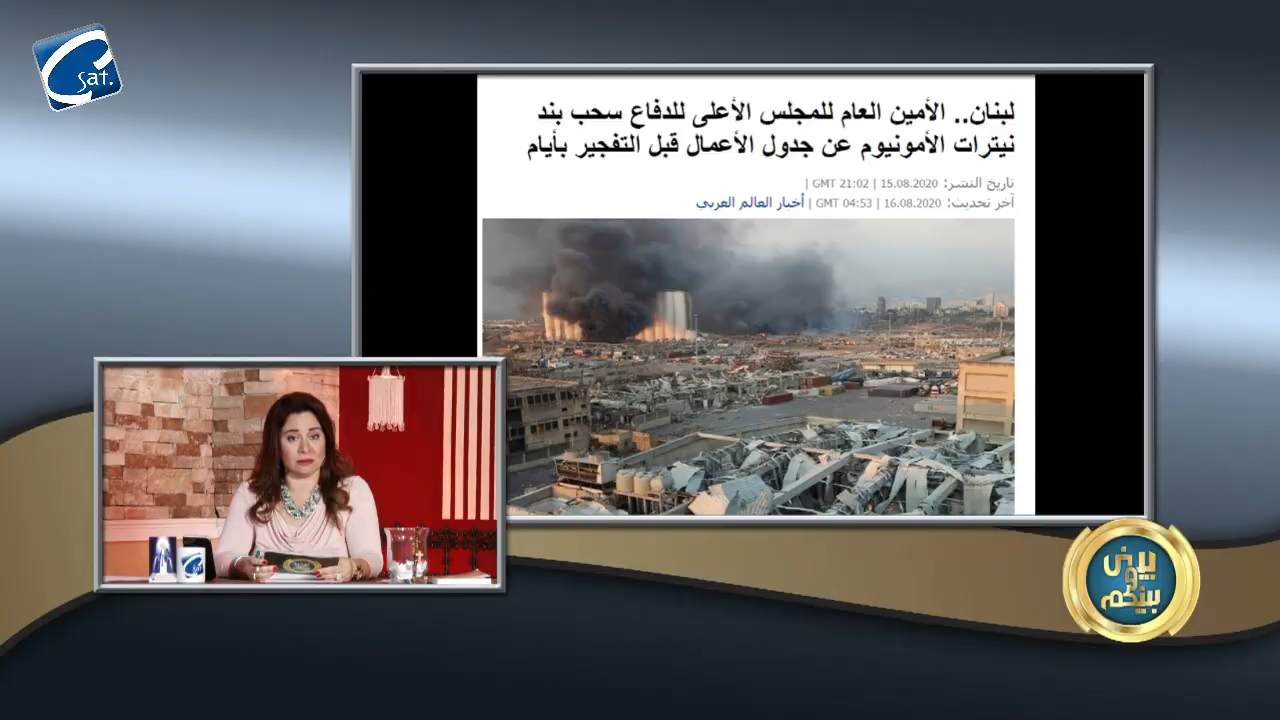 Sat.
لبنان.. الأمين العام للمجلس الأعلى للدفاع سحب بند
نيترات الأمونيوم عن جدول الأعمال قبل التفجير بأيام
تاريخ النشر: 15.08.2020 | 21:02 GMT |
آخر تحديث: 16.08.2020 | 04:53 GMT | أخبار العالم العربي
بيني
و
بينكم